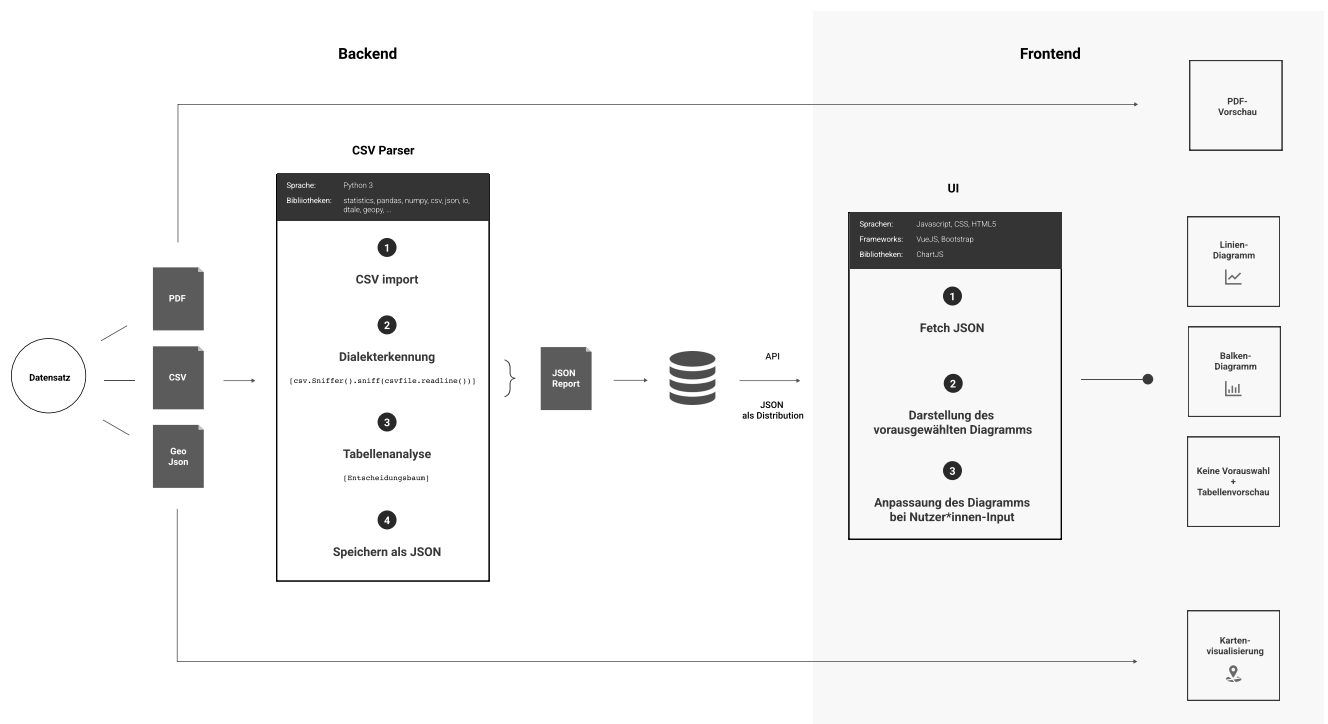 Backend
Frontend
PDF-
Vorschau
CSV Parser
Sprache: Python 3
Bibliiotheken: statistics, pandas, numpy, csv, json, io,
dtale, geopy, ...
1
CSV import
2
Dialekterkennung
[csv.Sniffer().sniff(csvfile.readline())]
3
Tabellenanalyse
[Entscheidungsbaum]
4
Speichern als JSON
Datensatz
PDF
CSV
Geo
Json
JSON
Report
API
JSON
als Distribution
UI
Sprachen: Javascript, CSS, HTML5
Frameworks: VueJS, Bootstrap
Bibliotheken: ChartJS
1
Fetch JSON
2
Darstellung des
vorausgewählten Diagramms
3
Anpassaung des Diagramms
bei Nutzer*innen-Input
Linien-
Diagramm
Balken-
Diagramm
Keine Vorauswahl
+
Tabellenvorschau
Karten-
visualisierung